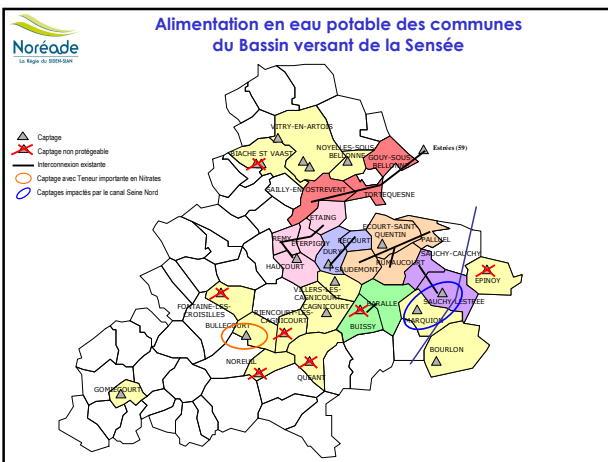 Alimentation en eau potable des communes
du Bassin versant de la Sensée
Noréade
La Régie du SIDEN-SIAN
Captage
Captage non protégeable
Interconnexion existante
Captage avec Teneur importante en Nitrates
Captages impactés par le canal Seine Nord
VITRY-EN-ARTOIS
NOYELLES-SOUS-
BELLONNE
BIACHE ST VAAST
GOUY-SOUS-
BELLONNE
Estrées (59)
SAILLY-EN-OSTREVENT
TORTEQUESNE
ETAING
ECOURT-SAINT-
QUENTIN
REMY
ETERPIGNY
RECOURT
PALLUEL
DURY
SAUCHY-CAUCHY
HAUCOURT
SAUDEMONT
RUMAUCOURT
EPINOY
VILLERS-LES-
CAGNICOURT
CAGNICOURT
BARALLE
SAUCHY-LESTREE
FONTAINE-LES-
CROISILLES
RIENCOURT-LES-
CAGNICOURT
MARQUION
BULLECOURT
BUISSY
BOURLON
NOREUIL
QUEANT
GOMIECOURT